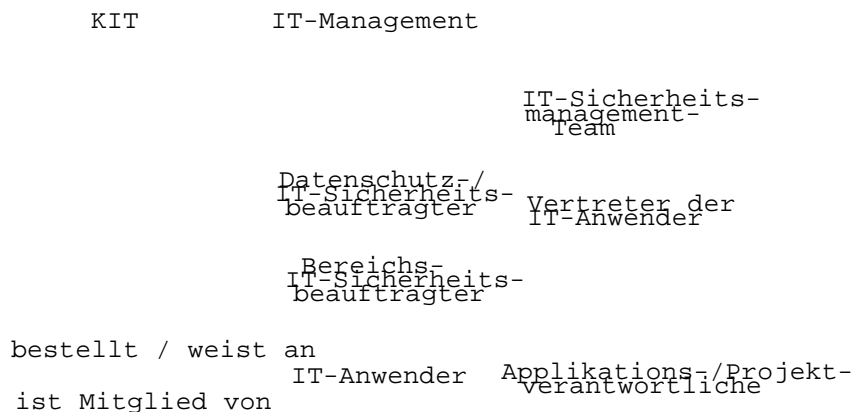 KIT IT-Management
IT-Sicherheits-
management-
Team
Datenschutz-/
IT-Sicherheits-
beauftragter
Vertreter der
IT-Anwender
Bereichs-
IT-Sicherheits-
beauftragter
bestellt / weist an
IT-Anwender
Applikations-/Projekt-
verantwortliche
ist Mitglied von